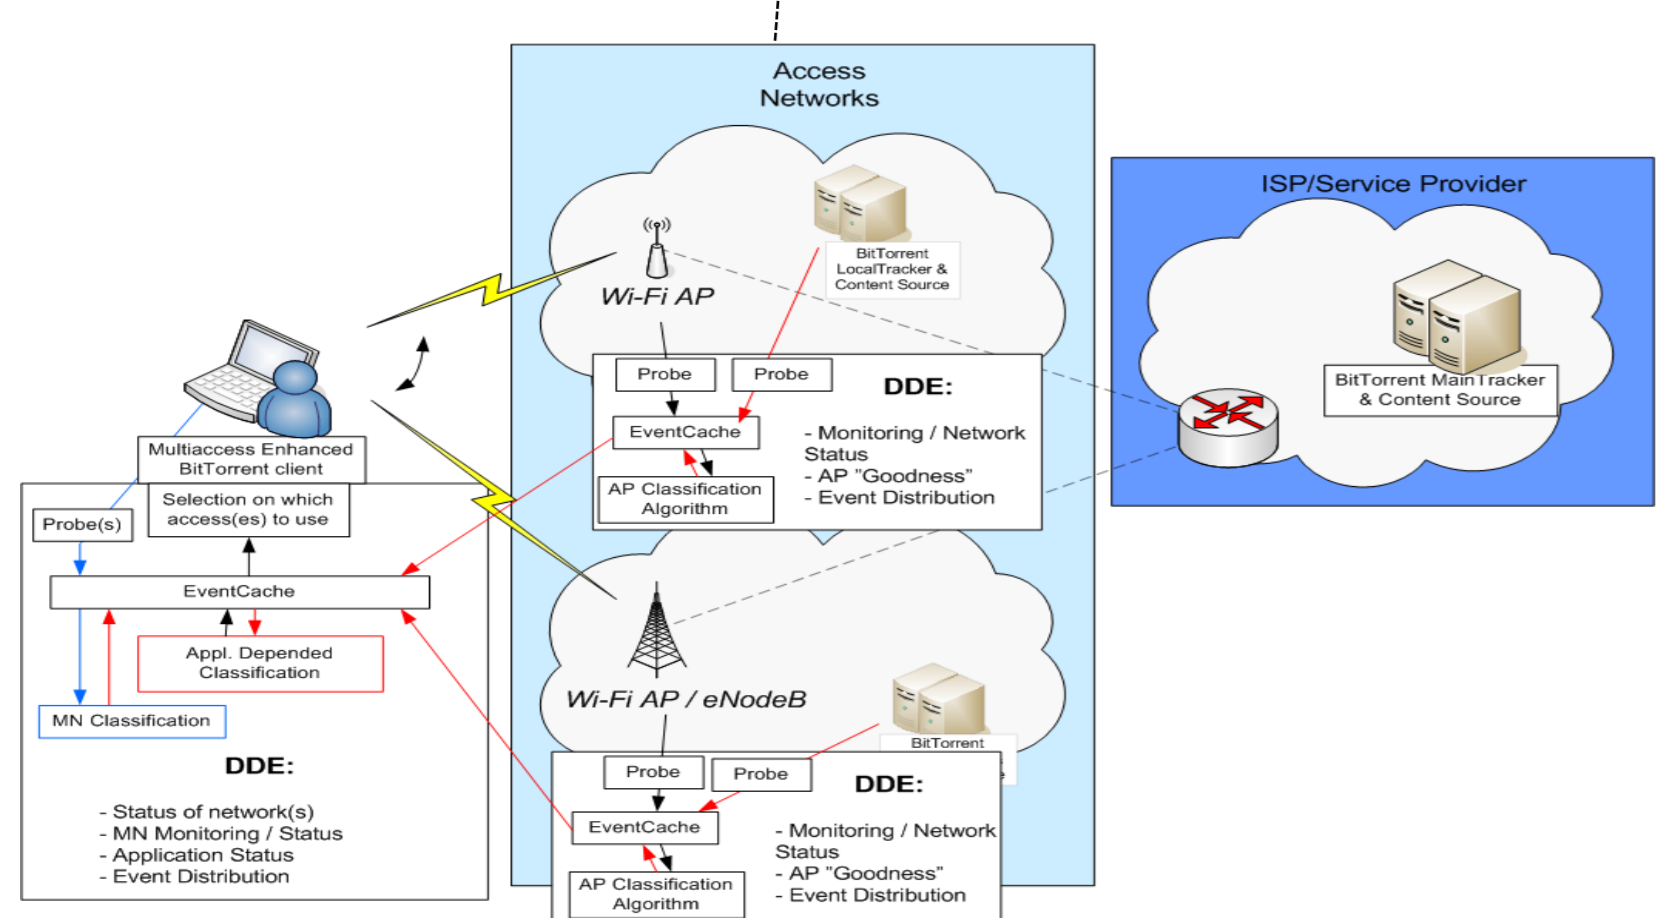 Access
Networks
ISP/Service Provider
BitTorrent
LocalTracker &
Content Source
Wi-Fi AP
BitTorrent MainTracker
& Content Source
Probe
Probe
DDE:
EventCache
- Monitoring / Network
Status
- AP "Goodness"
- Event Distribution
AP Classification
Algorithm
Multiaccess Enhanced
BitTorrent client
Selection on which
access(es) to use
Probe(s)
EventCache
Appl. Depended
Classification
MN Classification
DDE:
- Status of network(s)
- MN Monitoring / Status
- Application Status
- Event Distribution
Wi-Fi AP / eNodeB
BitTorrent
Probe
Probe
DDE:
EventCache
- Monitoring / Network
Status
- AP "Goodness"
- Event Distribution
AP Classification
Algorithm